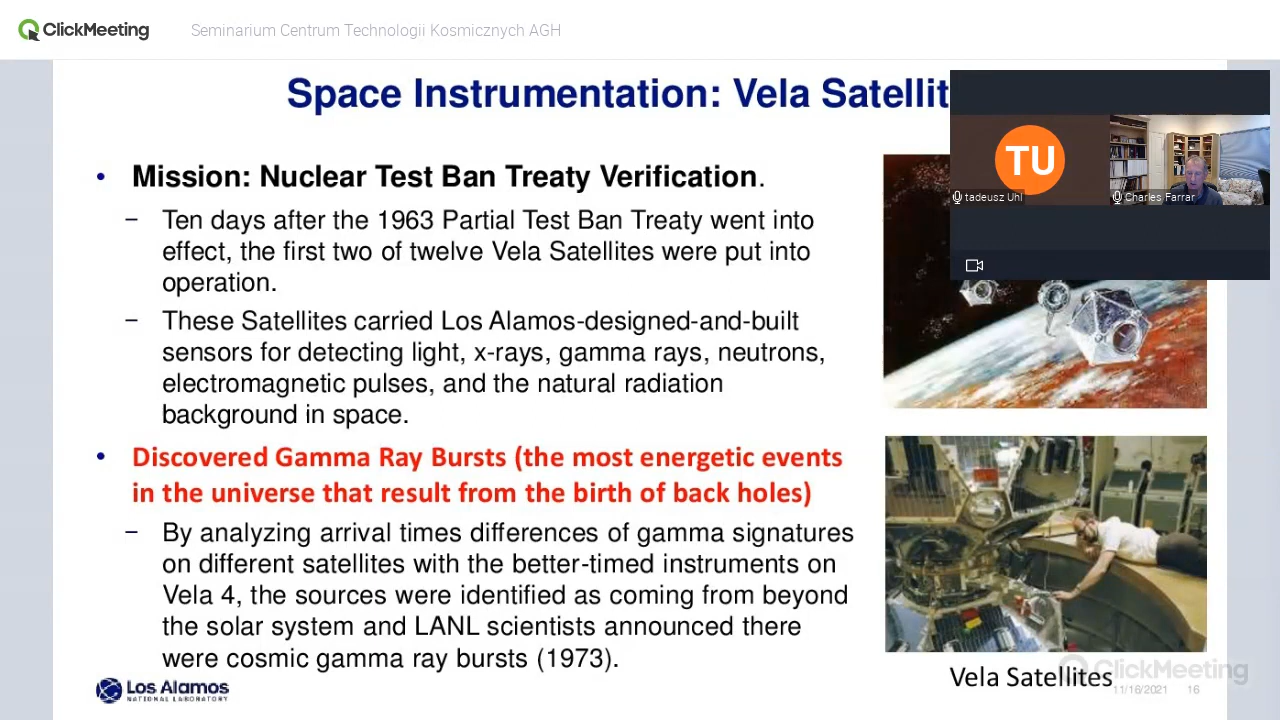 ClickMeeting
Seminarium Centrum Technologii Kosmicznych AGH
Space Instrumentation: Vela Satellit
TU
tadeusz Uhl
Charles Farrar
• Mission: Nuclear Test Ban Treaty Verification.
– Ten days after the 1963 Partial Test Ban Treaty went into
effect, the first two of twelve Vela Satellites were put into
operation.
– These Satellites carried Los Alamos-designed-and-built
sensors for detecting light, x-rays, gamma rays, neutrons,
electromagnetic pulses, and the natural radiation
background in space.
• Discovered Gamma Ray Bursts (the most energetic events
in the universe that result from the birth of back holes)
– By analyzing arrival times differences of gamma signatures
on different satellites with the better-timed instruments on
Vela 4, the sources were identified as coming from beyond
the solar system and LANL scientists announced there
were cosmic gamma ray bursts (1973).
Vela Satellites
Los Alamos
NATIONAL LABORATORY
ClickMeeting
11/16/2021 16